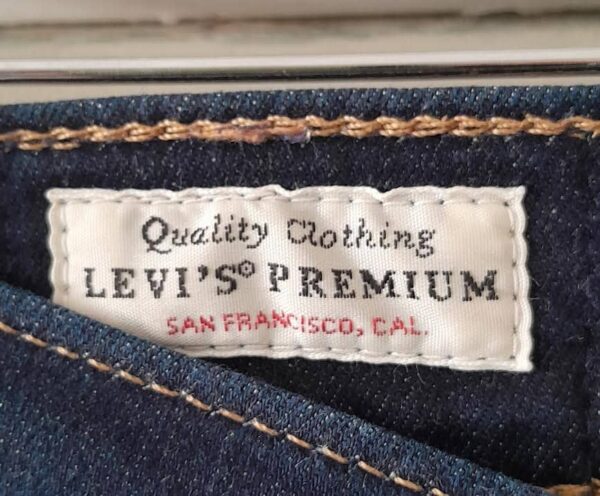 Quality Clothing
LEVI'S® PREMIUM
SAN FRANCISCO, CAL.